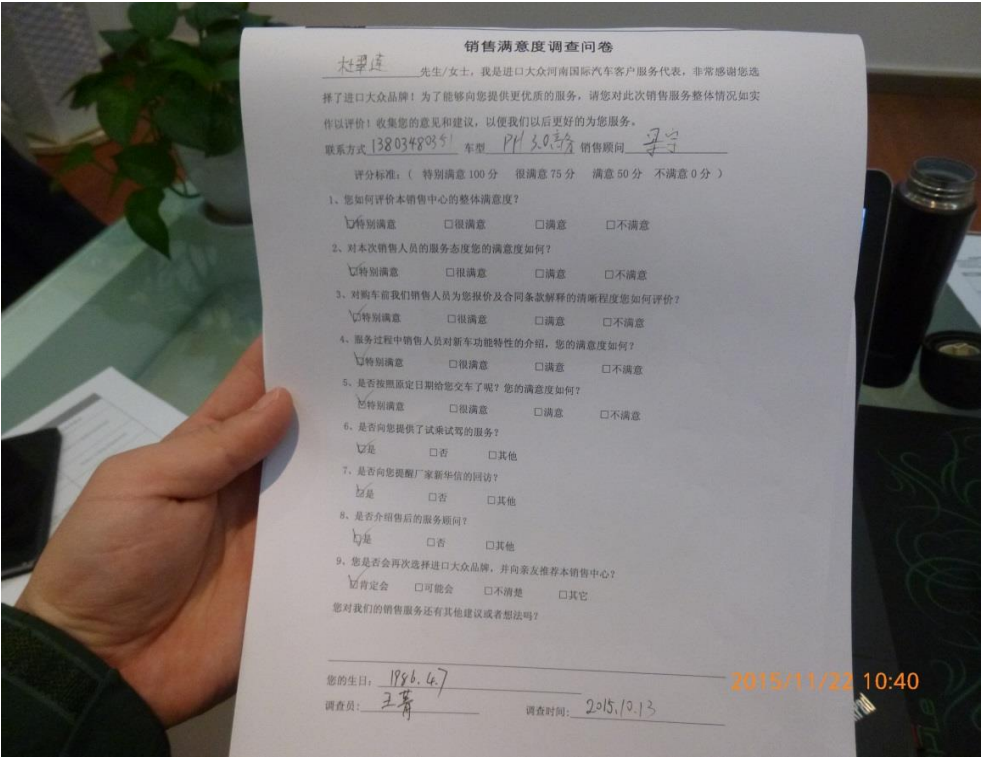 销售满意度调查问卷
杜翠莲 先生/女士，我是进口大众河南国际汽车客户服务代表，非常感谢您选
择了进口大众品牌！为了能够向您提供更优质的服务，请您对此次销售服务整体情况如实
作以评价！收集您的意见和建议，以便我们以后更好的为您服务。
联系方式 13803480351 车型 PH 3.0高备 销售顾问 梁宇
评分标准：（ 特别满意 100 分 很满意 75 分 满意 50 分 不满意 0 分 ）
1、您如何评价本销售中心的整体满意度？
☑特别满意 □很满意 □满意 □不满意
2、对本次销售人员的服务态度您的满意度如何？
☑特别满意 □很满意 □满意 □不满意
3、对购车前我们销售人员为您报价及合同条款解释的清晰程度您如何评价？
☑特别满意 □很满意 □满意 □不满意
4、服务过程中销售人员对新车功能特性的介绍，您的满意度如何？
☑特别满意 □很满意 □满意 □不满意
5、是否按照原定日期给您交车了呢？您的满意度如何？
☑特别满意 □很满意 □满意 □不满意
6、是否向您提供了试乘试驾的服务？
☑是 □否 □其他
7、是否向您提醒厂家新华信的回访？
☑是 □否 □其他
8、是否介绍售后的服务顾问？
☑是 □否 □其他
9、您是否会再次选择进口大众品牌，并向亲友推荐本销售中心？
☑肯定会 □可能会 □不清楚 □其它
您对我们的销售服务还有其他建议或者想法吗？
您的生日： 1986.4.7
调查员： 王菁 调查时间： 2015.10.13
2015/11/22 10:40